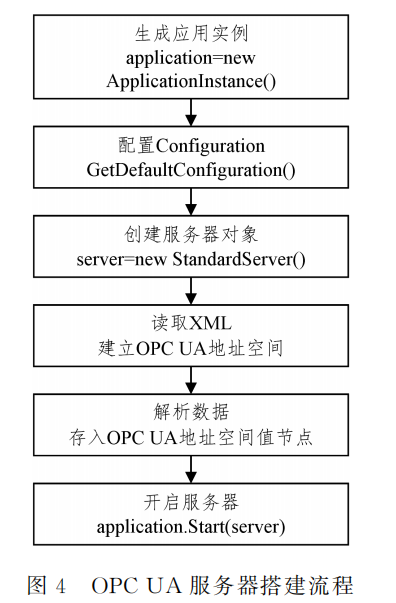 生成应用实例
application=new
ApplicationInstance()
配置Configuration
GetDefaultConfiguration()
创建服务器对象
server=new StandardServer()
读取XML
建立OPC UA地址空间
解析数据
存入OPC UA地址空间值节点
开启服务器
application.Start(server)
图 4 OPC UA 服务器搭建流程